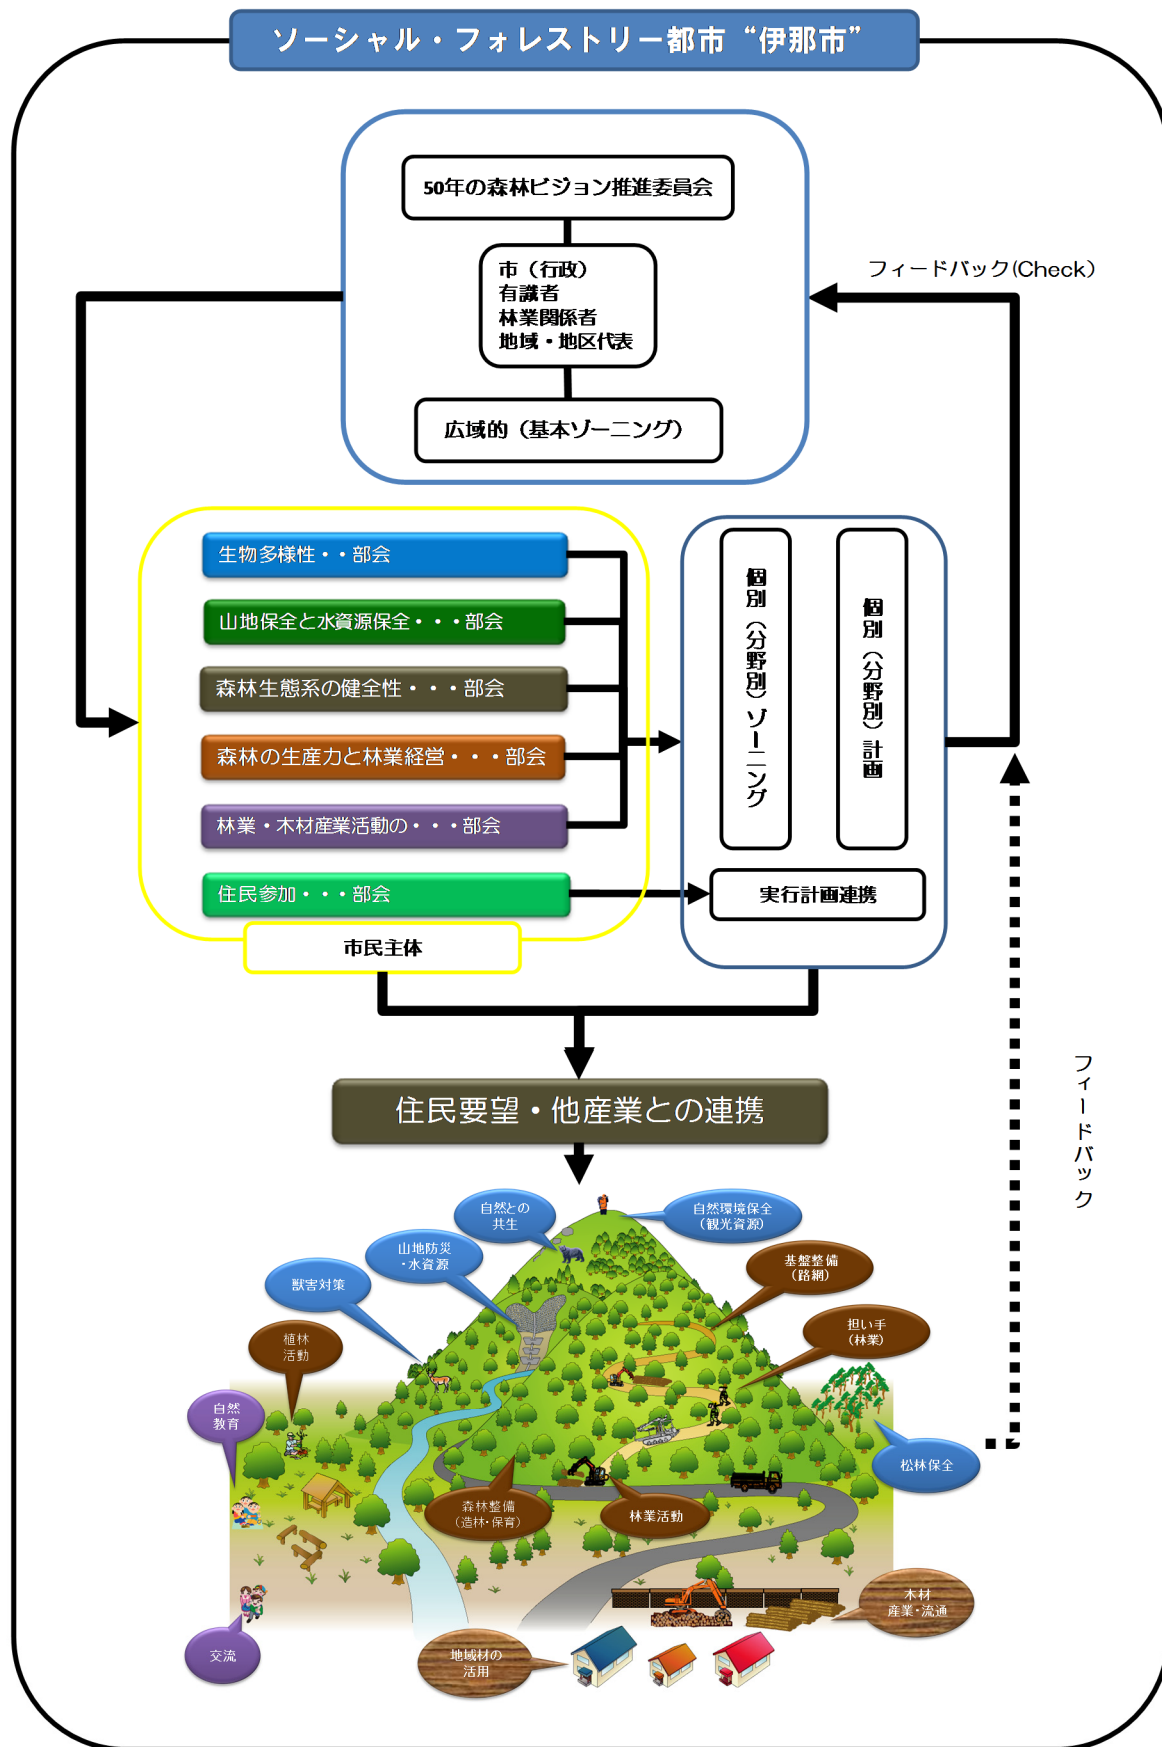 ソーシャル・フォレストリー都市“伊那市”
50年の森林ビジョン推進委員会
市（行政）
有識者
林業関係者
地域・地区代表
広域的（基本ゾーニング）
フィードバック(Check)
生物多様性・・部会
山地保全と水資源保全・・・部会
森林生態系の健全性・・・部会
森林の生産力と林業経営・・・部会
林業・木材産業活動の・・・部会
住民参加・・・部会
市民主体
個別（分野別）ゾーニング
個別（分野別）計画
実行計画連携
フィードバック
住民要望・他産業との連携
自然との
共生
自然環境保全
（観光資源）
山地防災
・水資源
基盤整備
（路網）
獣害対策
担い手
（林業）
植林
活動
自然
教育
松林保全
森林整備
（造林・保育）
林業活動
木材
産業・流通
交流
地域材の
活用